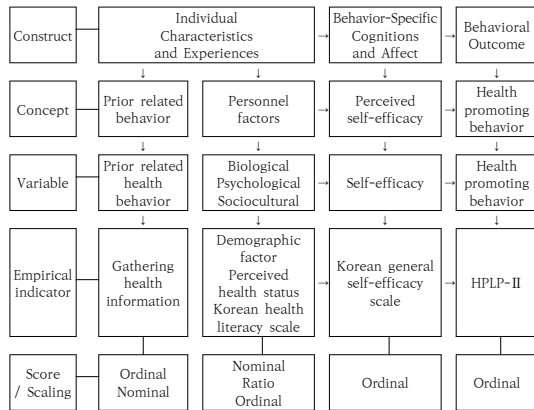 Construct
Individual
Characteristics
and Experiences
→
Behavior-Specific
Cognitions
and Affect
→
Behavioral
Outcome
↓ ↓ ↓ ↓
Concept
Prior related
behavior
Personnel
factors
→
Perceived
self-efficacy
→
Health
promoting
behavior
↓ ↓ ↓ ↓
Variable
Prior related
health
behavior
Biological
Psychological
Sociocultural
→
Self-efficacy
→
Health
promoting
behavior
↓ ↓ ↓ ↓
Empirical
indicator
Gathering
health
information
Demographic
factor
Perceived
health status
Korean health
literacy scale
→
Korean general
self-efficacy
scale
→
HPLP-Ⅱ
Score
/ Scaling
Ordinal
Nominal
Nominal
Ratio
Ordinal
Ordinal
Ordinal